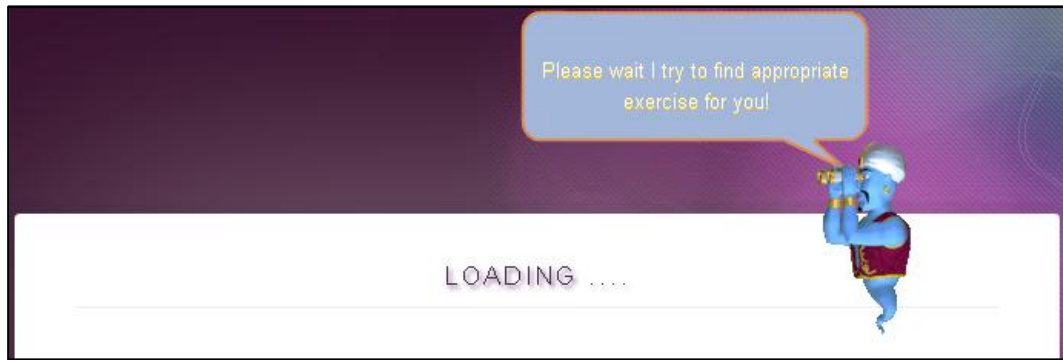 Please wait I try to find appropriate
exercise for you!
LOADING ....